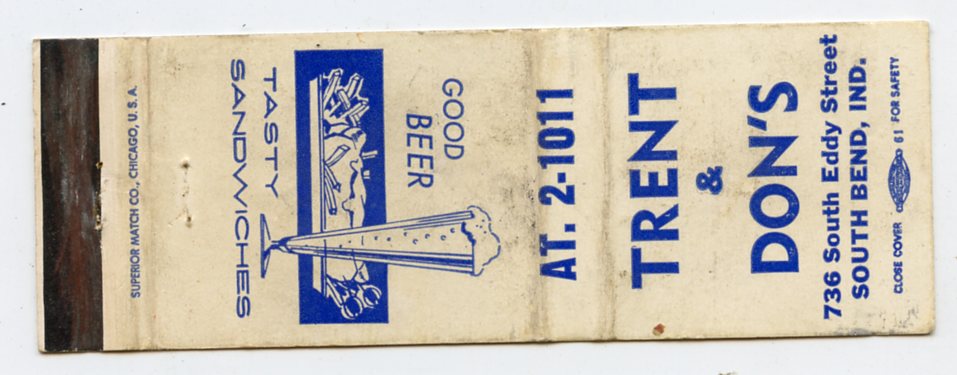 GOOD
BEER
TASTY
SANDWICHES
SUPERIOR MATCH CO., CHICAGO, U.S.A.
AT. 2-1011
TRENT
&
DON'S
736 South Eddy Street
SOUTH BEND, IND.
CLOSE COVER 61 FOR SAFETY